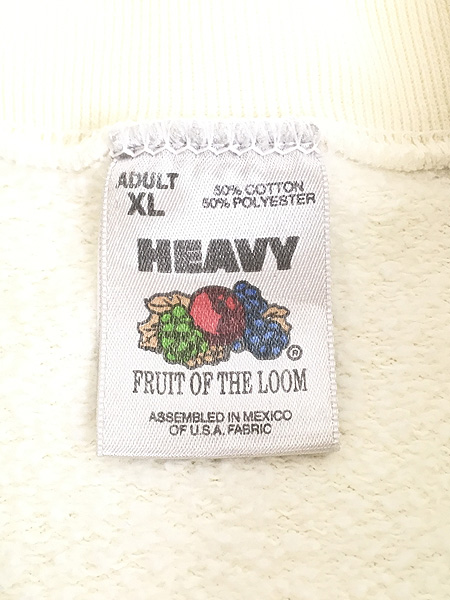 ADULT
XL
50% COTTON
50% POLYESTER
HEAVY
®
FRUIT OF THE LOOM
ASSEMBLED IN MEXICO
OF U.S.A. FABRIC